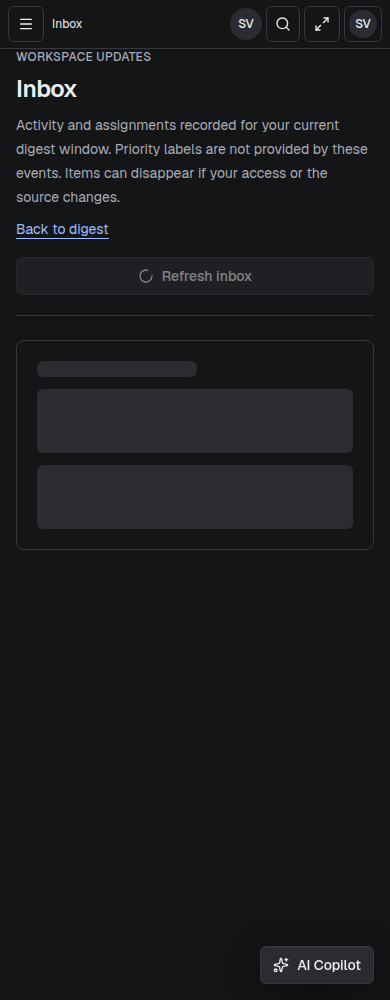 Inbox
SV
SV
WORKSPACE UPDATES
Inbox
Activity and assignments recorded for your current
digest window. Priority labels are not provided by these
events. Items can disappear if your access or the
source changes.
Back to digest
Refresh inbox
AI Copilot